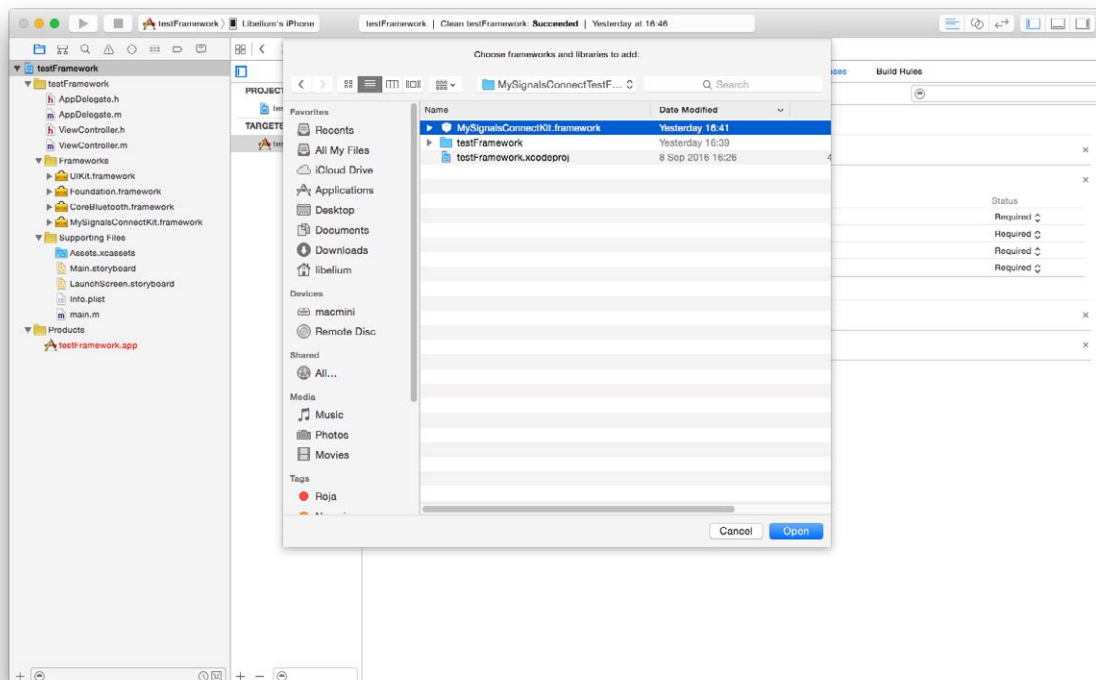 testFramework
Libelium's iPhone
testFramework | Clean testFramework: Succeeded | Yesterday at 16:46
testFramework
testFramework
AppDelegate.h
AppDelegate.m
ViewController.h
ViewController.m
Frameworks
UIKit.framework
Foundation.framework
CoreBluetooth.framework
MySignalsConnectKit.framework
Supporting Files
Assets.xcassets
Main.storyboard
LaunchScreen.storyboard
Info.plist
main.m
Products
testFramework.app
PROJEC
TARGETS
Choose frameworks and libraries to add:
MySignalsConnectTestF...
Search
Favorites
Recents
All My Files
iCloud Drive
Applications
Desktop
Documents
Downloads
libelium
Devices
macmini
Remote Disc
Shared
All...
Media
Music
Photos
Movies
Tags
Roja
Name Date Modified
MySignalsConnectKit.framework Yesterday 16:41
testFramework Yesterday 16:39
testFramework.xcodeproj 8 Sep 2016 16:26 4
Cancel Open
Build Rules
Status
Required
Required
Required
Required